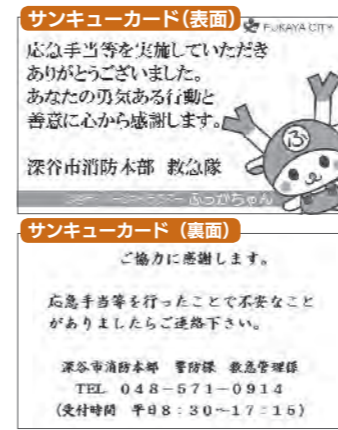 サンキューカード（表面）
FUKAYA CITY
応急手当等を実施していただき
ありがとうございました。
あなたの勇気ある行動と
善意に心から感謝します。
ふ
深谷市消防本部 救急隊
ふっかちゃん
サンキューカード（裏面）
ご協力に感謝します。
応急手当等を行ったことで不安なこと
がありましたらご連絡下さい。
深谷市消防本部 警防課 救急管理係
TEL 048-571-0914
(受付時間 平日8:30~17:15)